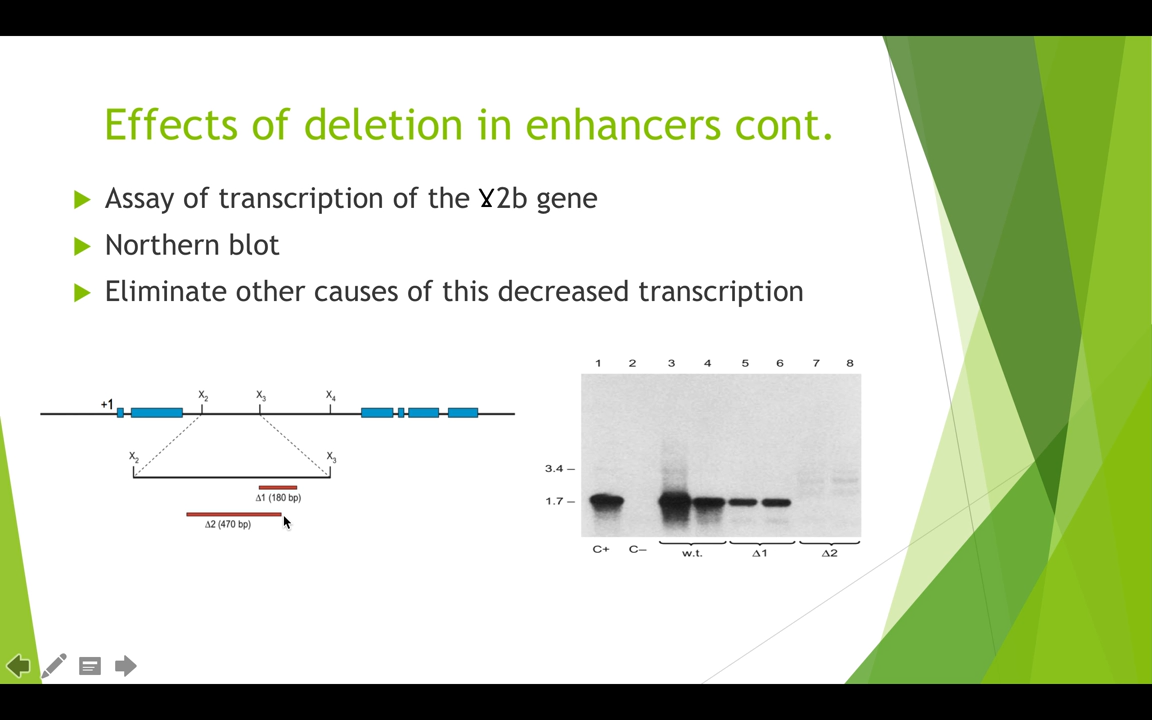 Effects of deletion in enhancers cont.
Assay of transcription of the Ɣ2b gene
Northern blot
Eliminate other causes of this decreased transcription
+1 X2 X3 X4
X2 X3
Δ1 (180 bp)
Δ2 (470 bp)
1 2 3 4 5 6 7 8
3.4 –
1.7 –
C+ C– w.t. Δ1 Δ2